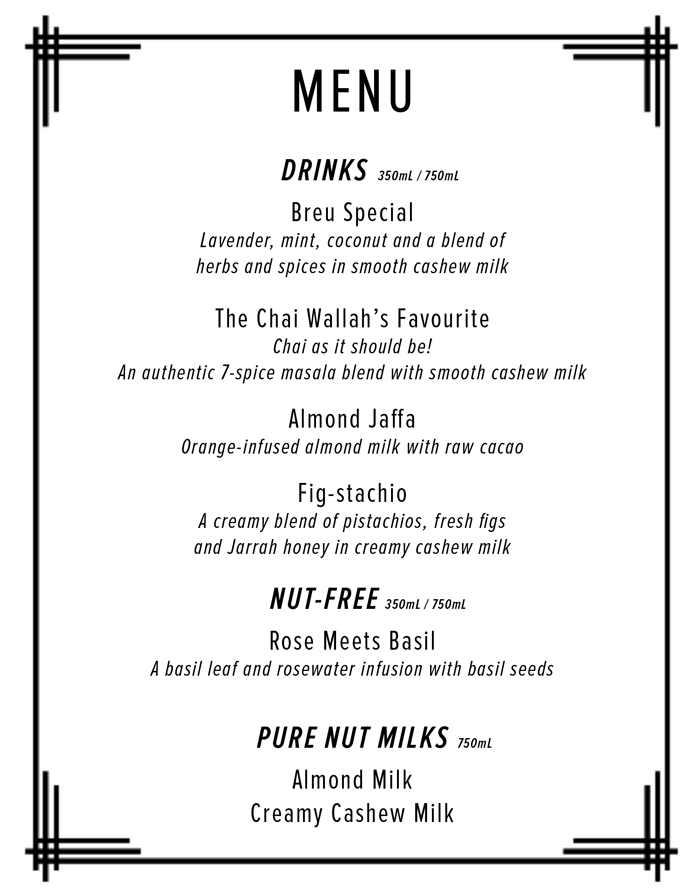 MENU
DRINKS 350mL / 750mL
Breu Special
Lavender, mint, coconut and a blend of
herbs and spices in smooth cashew milk
The Chai Wallah’s Favourite
Chai as it should be!
An authentic 7-spice masala blend with smooth cashew milk
Almond Jaffa
Orange-infused almond milk with raw cacao
Fig-stachio
A creamy blend of pistachios, fresh figs
and Jarrah honey in creamy cashew milk
NUT-FREE 350mL / 750mL
Rose Meets Basil
A basil leaf and rosewater infusion with basil seeds
PURE NUT MILKS 750mL
Almond Milk
Creamy Cashew Milk